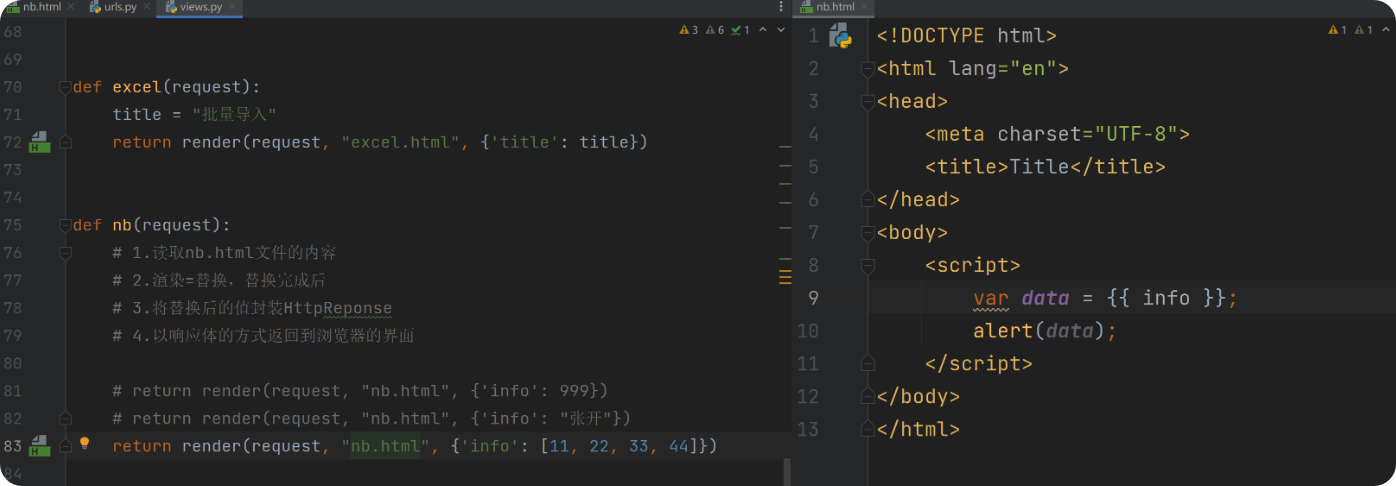 nb.html
urls.py
views.py
3 6 1
68
69
70 def excel(request):
71 title = "批量导入"
72 return render(request, "excel.html", {'title': title})
73
74
75 def nb(request):
76 # 1.读取nb.html文件的内容
77 # 2.渲染=替换，替换完成后
78 # 3.将替换后的值封装HttpReponse
79 # 4.以响应体的方式返回到浏览器的界面
80
81 # return render(request, "nb.html", {'info': 999})
82 # return render(request, "nb.html", {'info': "张开"})
83 return render(request, "nb.html", {'info': [11, 22, 33, 44]})
84
nb.html
1 1
1 <!DOCTYPE html>
2 <html lang="en">
3 <head>
4 <meta charset="UTF-8">
5 <title>Title</title>
6 </head>
7 <body>
8 <script>
9 var data = {{ info }};
10 alert(data);
11 </script>
12 </body>
13 </html>